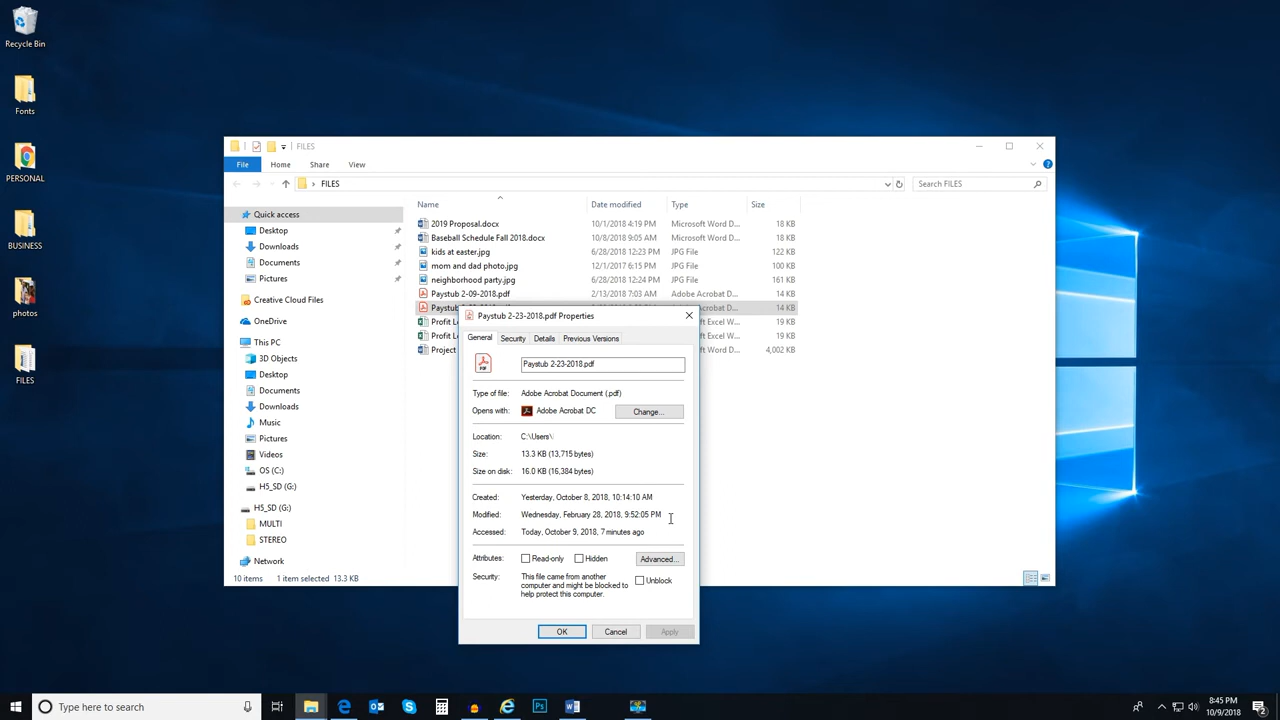 Recycle Bin
Fonts
PERSONAL
BUSINESS
photos
FILES
FILES
File Home Share View
FILES
Search FILES
Quick access
Desktop
Downloads
Documents
Pictures
Creative Cloud Files
OneDrive
This PC
3D Objects
Desktop
Documents
Downloads
Music
Pictures
Videos
OS (C:)
H5_SD (G:)
H5_SD (G:)
MULTI
STEREO
Network
Name Date modified Type Size
2019 Proposal.docx 10/1/2018 4:19 PM Microsoft Word D... 18 KB
Baseball Schedule Fall 2018.docx 10/8/2018 9:05 AM Microsoft Word D... 18 KB
kids at easter.jpg 6/28/2018 12:23 PM JPG File 122 KB
mom and dad photo.jpg 12/1/2017 6:15 PM JPG File 100 KB
neighborhood party.jpg 6/28/2018 12:24 PM JPG File 161 KB
Paystub 2-09-2018.pdf 2/13/2018 7:03 AM Adobe Acrobat D... 14 KB
14 KB
Profit 19 KB
Profit 19 KB
Project 4,002 KB
10 items 1 item selected 13.3 KB
Paystub 2-23-2018.pdf Properties
General Security Details Previous Versions
PDF
Paystub 2-23-2018.pdf
Type of file: Adobe Acrobat Document (.pdf)
Opens with: Adobe Acrobat DC Change...
Location: C:\Users\
Size: 13.3 KB (13,715 bytes)
Size on disk: 16.0 KB (16,384 bytes)
Created: Yesterday, October 8, 2018, 10:14:10 AM
Modified: Wednesday, February 28, 2018, 9:52:05 PM
Accessed: Today, October 9, 2018, 7 minutes ago
Attributes: Read-only Hidden Advanced...
Security: This file came from another
computer and might be blocked to
help protect this computer.
Unblock
OK Cancel Apply
Type here to search
8:45 PM
10/9/2018